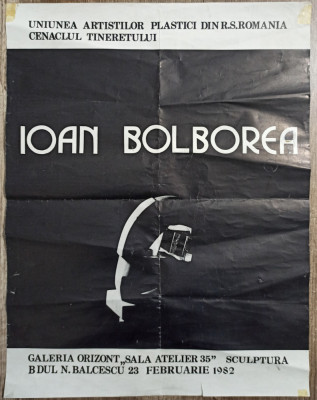 UNIUNEA ARTISTILOR PLASTICI DIN R.S.ROMANIA
CENACLUL TINERETULUI
IOAN BOLBOREA
GALERIA ORIZONT „SALA ATELIER 35” SCULPTURA
BDUL N. BALCESCU 23 FEBRUARIE 1982